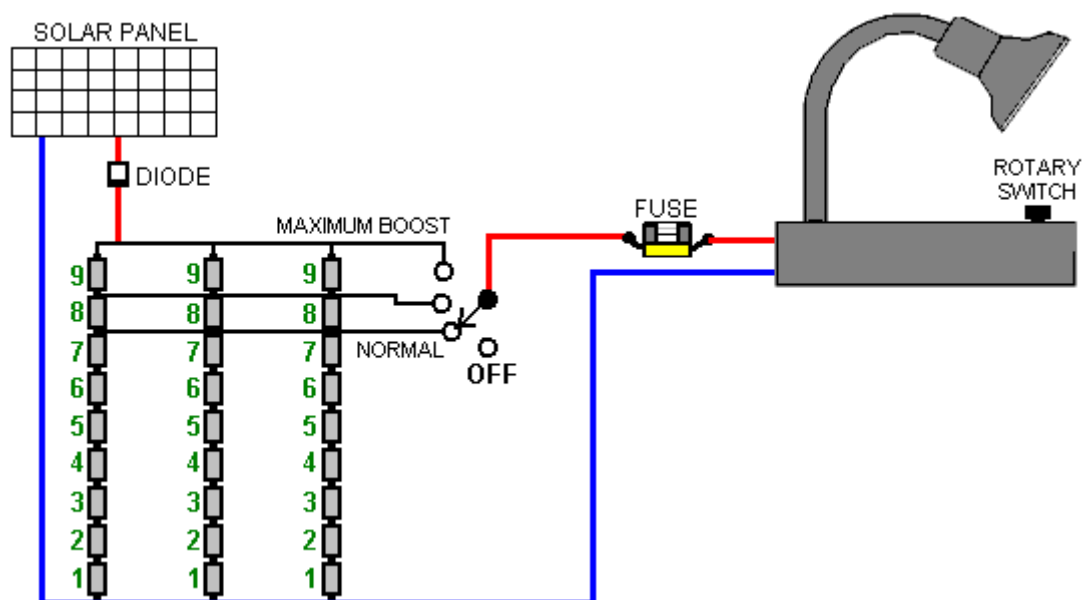 SOLAR PANEL
DIODE
ROTARY
SWITCH
FUSE
MAXIMUM BOOST
9 9 9
8 8 8
NORMAL
7 7 7
OFF
6 6 6
5 5 5
4 4 4
3 3 3
2 2 2
1 1 1